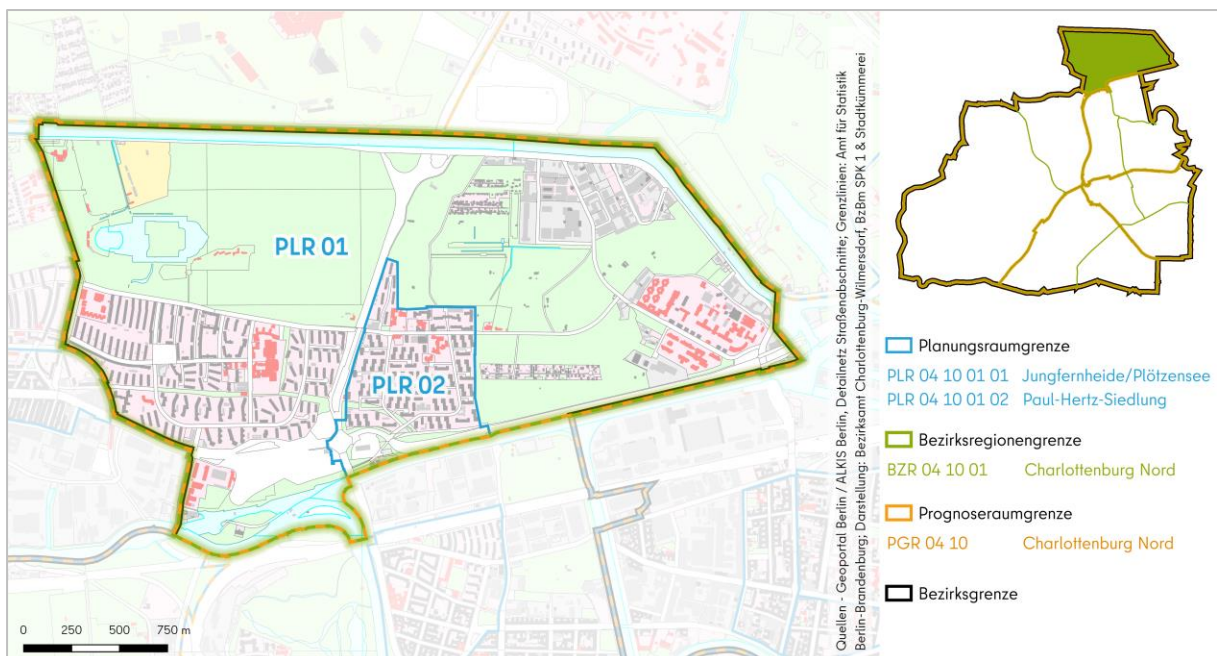 PLR 01
PLR 02
0 250 500 750 m
Quellen - Geoportal Berlin / ALKIS Berlin, Detailnetz Straßenabschnitte; Grenzlinien: Amt für Statistik
Berlin-Brandenburg; Darstellung: Bezirksamt Charlottenburg-Wilmersdorf, BzBm SPK 1 & Stadtkümmerei
Planungsraumgrenze
PLR 04 10 01 01 Jungfernheide/Plötzensee
PLR 04 10 01 02 Paul-Hertz-Siedlung
Bezirksregionengrenze
BZR 04 10 01 Charlottenburg Nord
Prognoseraumgrenze
PGR 04 10 Charlottenburg Nord
Bezirksgrenze